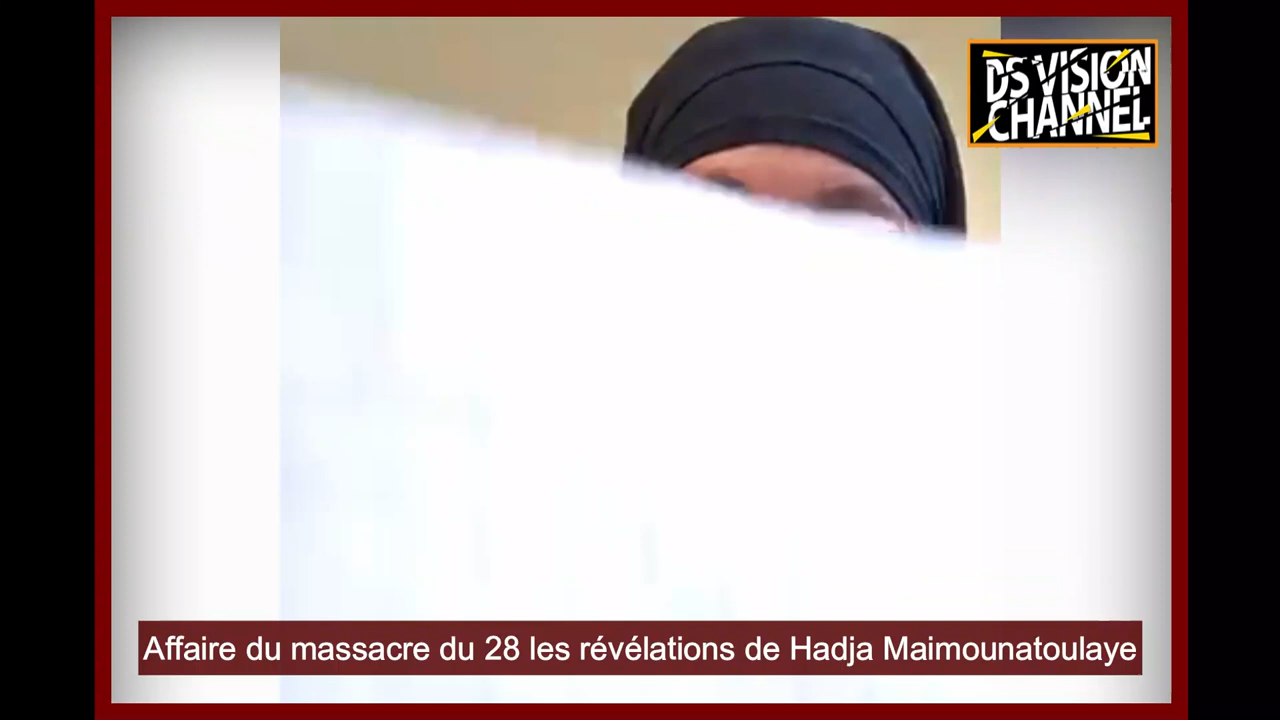 DS VISION
CHANNEL
Affaire du massacre du 28 les révélations de Hadja Maimounatoulaye